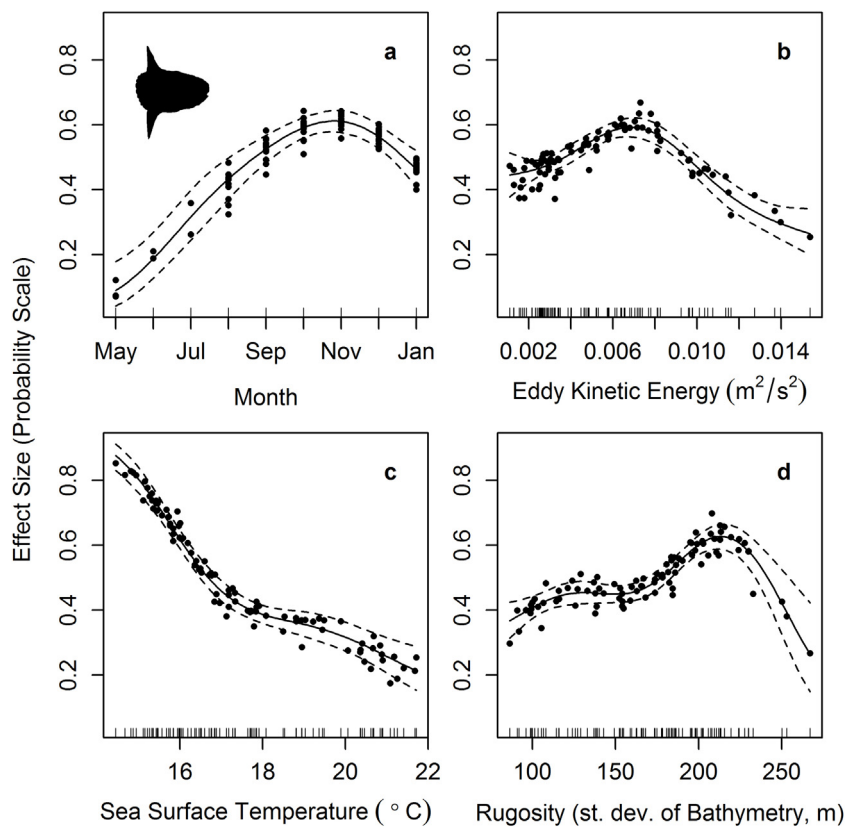 Effect Size (Probability Scale)
a
0.2 0.4 0.6 0.8
May Jul Sep Nov Jan
Month
b
0.2 0.4 0.6 0.8
0.002 0.006 0.010 0.014
Eddy Kinetic Energy (m²/s²)
c
0.2 0.4 0.6 0.8
16 18 20 22
Sea Surface Temperature (°C)
d
0.2 0.4 0.6 0.8
100 150 200 250
Rugosity (st. dev. of Bathymetry, m)